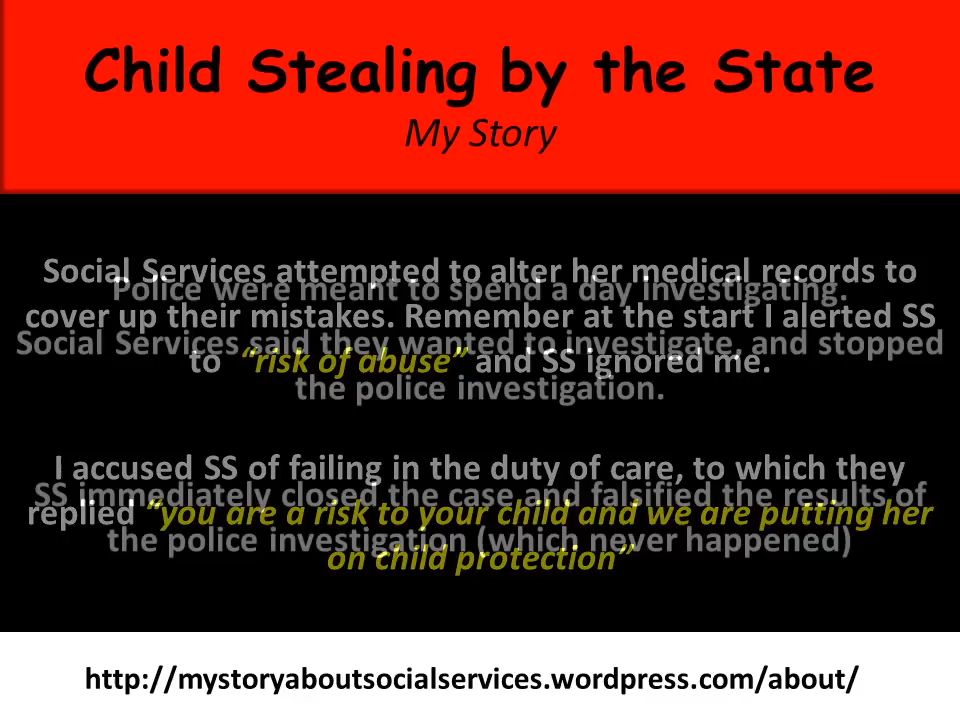 Child Stealing by the State
My Story
Social Services attempted to alter her medical records to
cover up their mistakes. Remember at the start I alerted SS
to “risk of abuse” and SS ignored me.
I accused SS of failing in the duty of care, to which they
replied “you are a risk to your child and we are putting her
on child protection”
Police were meant to spend a day investigating.
Social Services said they wanted to investigate, and stopped
the police investigation.
SS immediately closed the case and falsified the results of
the police investigation (which never happened)
http://mystoryaboutsocialservices.wordpress.com/about/